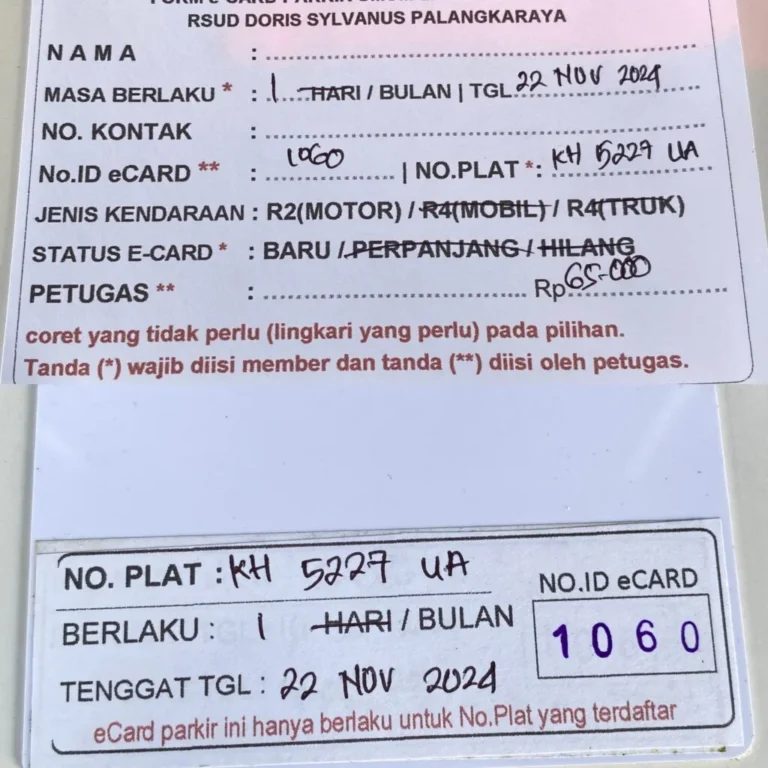 RSUD DORIS SYLVANUS PALANGKARAYA
NAMA :
MASA BERLAKU * : 1 HARI / BULAN | TGL. 22 NOV 2024
NO. KONTAK :
No.ID eCARD ** : 1060 | NO.PLAT *: KH 5227 UA
JENIS KENDARAAN : R2(MOTOR) / R4(MOBIL) / R4(TRUK)
STATUS E-CARD * : BARU / PERPANJANG / HILANG
PETUGAS ** : Rp 65.000
coret yang tidak perlu (lingkari yang perlu) pada pilihan.
Tanda (*) wajib diisi member dan tanda (**) diisi oleh petugas.
NO. PLAT : KH 5227 UA
BERLAKU : 1 HARI / BULAN
TENGGAT TGL : 22 NOV 2024
NO.ID eCARD
1060
eCard parkir ini hanya berlaku untuk No.Plat yang terdaftar